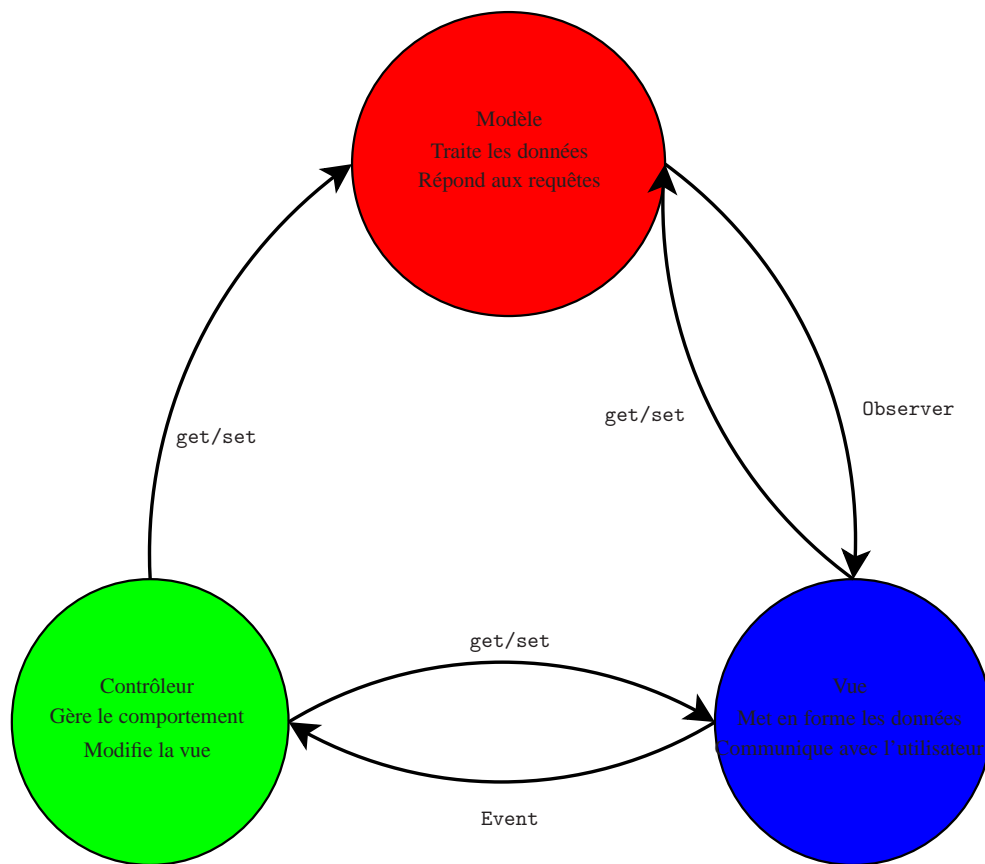 Modèle
Traite les données
Répond aux requêtes
Observer
get/set
get/set
get/set
Contrôleur
Gère le comportement
Modifie la vue
Vue
Met en forme les données
Communique avec l'utilisateur
Event